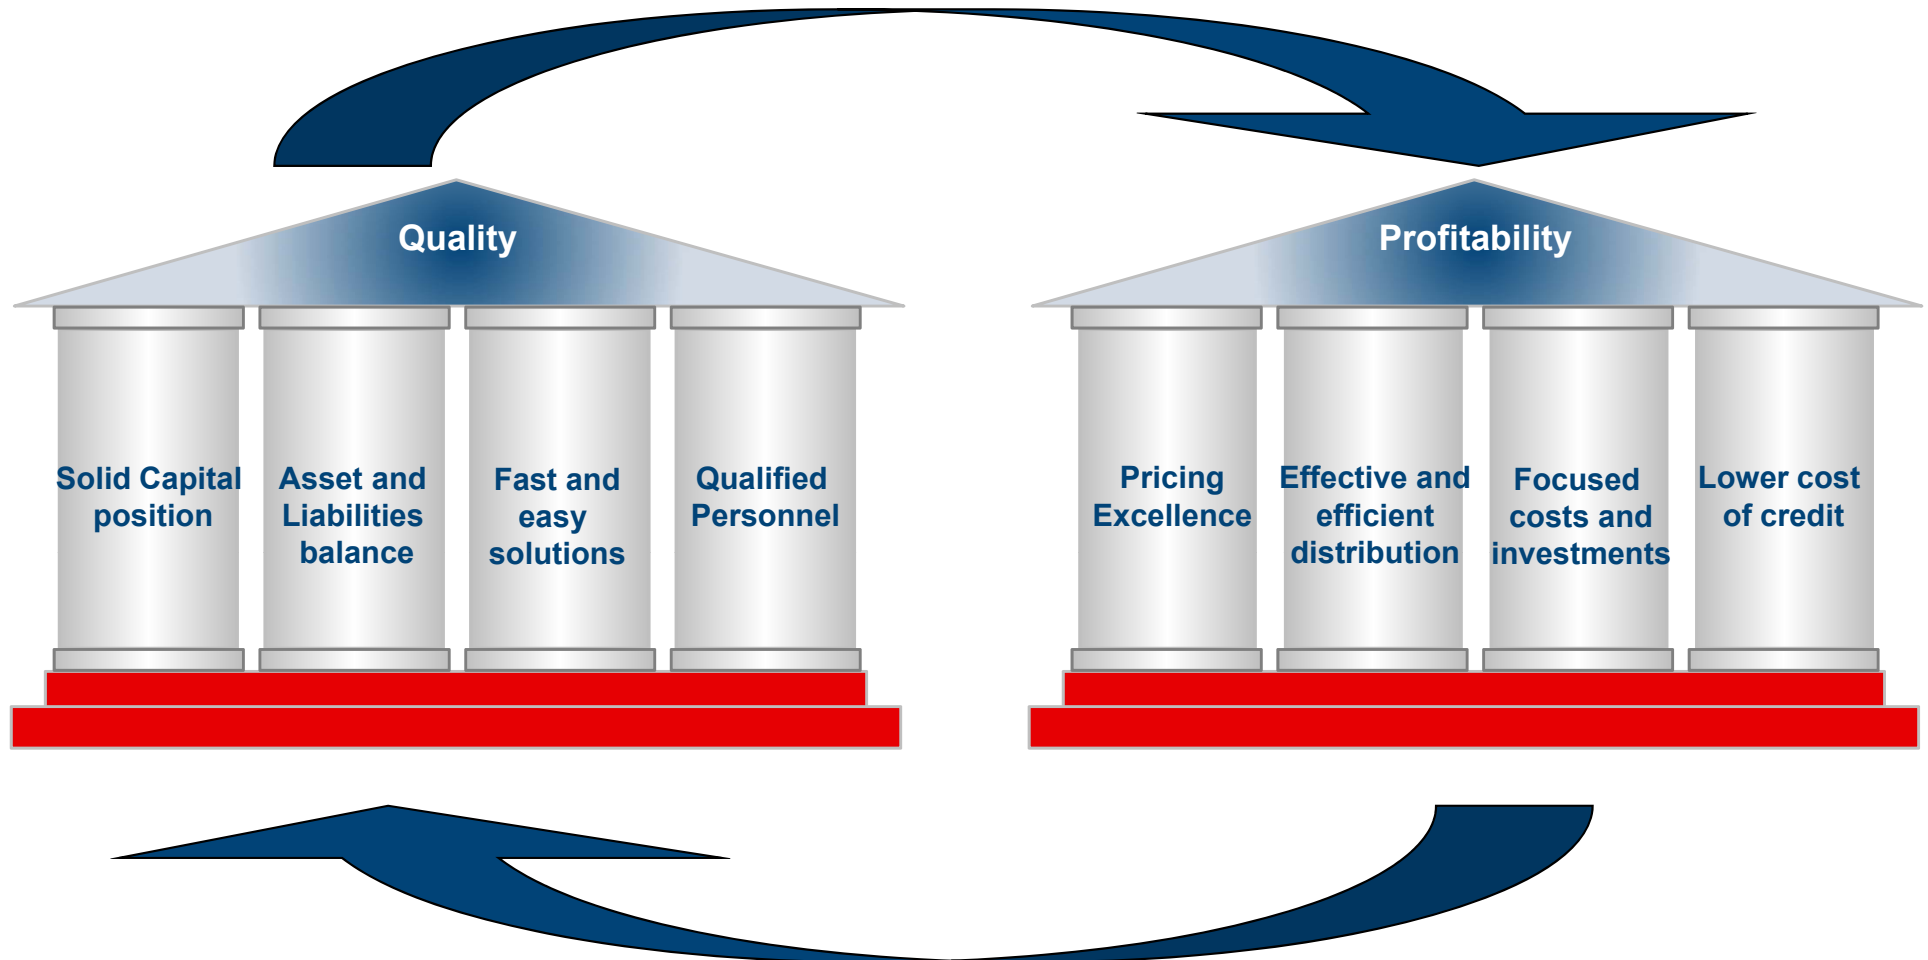 Quality
Solid Capital
position
Asset and
Liabilities
balance
Fast and
easy
solutions
Qualified
Personnel
Profitability
Pricing
Excellence
Effective and
efficient
distribution
Focused
costs and
investments
Lower cost
of credit